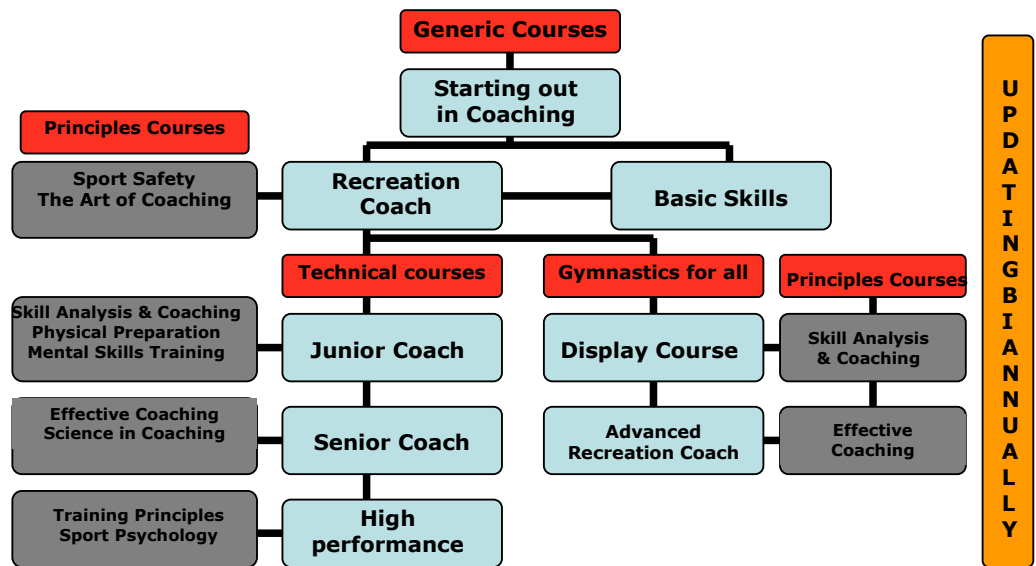 Generic Courses
Starting out
in Coaching
Principles Courses
Sport Safety
The Art of Coaching
Recreation
Coach
Basic Skills
Technical courses
Gymnastics for all
Principles Courses
Skill Analysis & Coaching
Physical Preparation
Mental Skills Training
Junior Coach
Display Course
Skill Analysis
& Coaching
Effective Coaching
Science in Coaching
Senior Coach
Advanced
Recreation Coach
Effective
Coaching
Training Principles
Sport Psychology
High
performance
UPDATINGBIANNUALLY